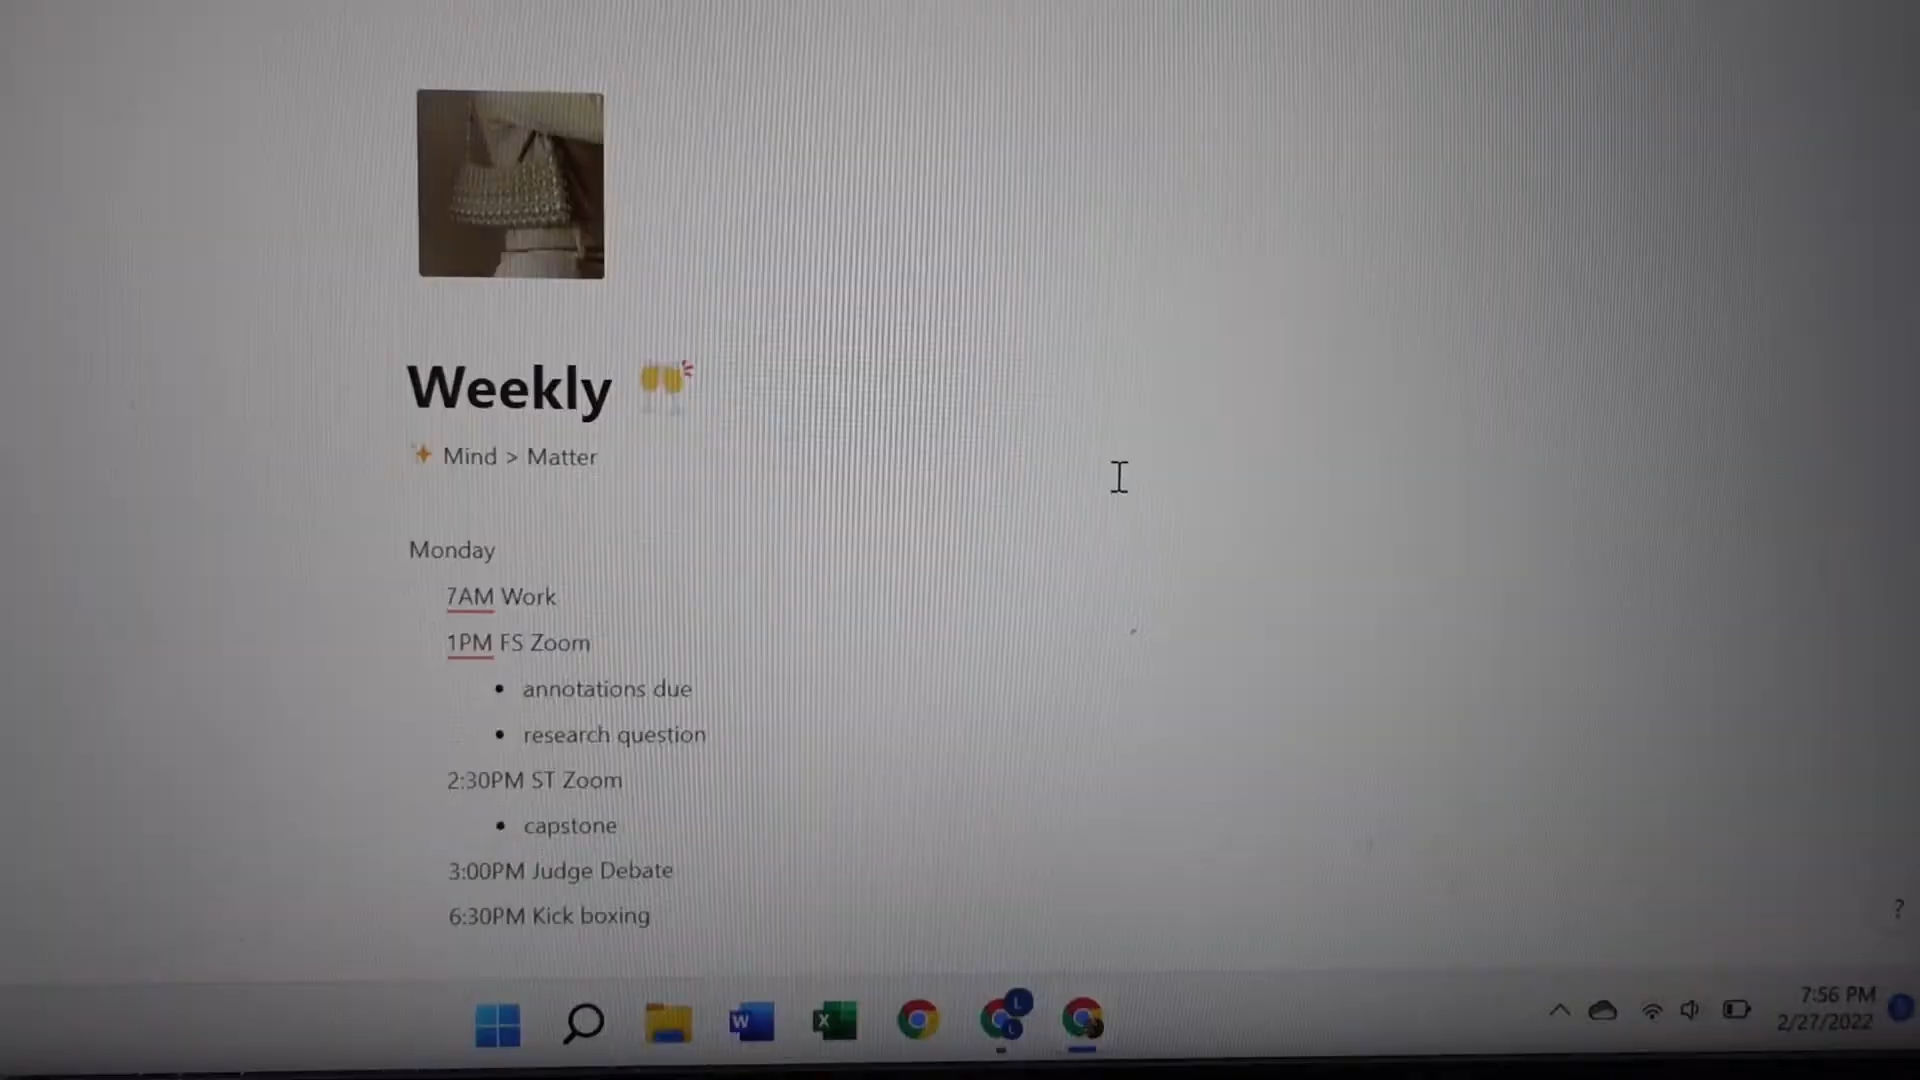 Weekly
Mind > Matter
Monday
7AM Work
1PM FS Zoom
• annotations due
• research question
2:30PM ST Zoom
• capstone
3:00PM Judge Debate
6:30PM Kick boxing
?
W
X
L
L
7:56 PM
2/27/2022